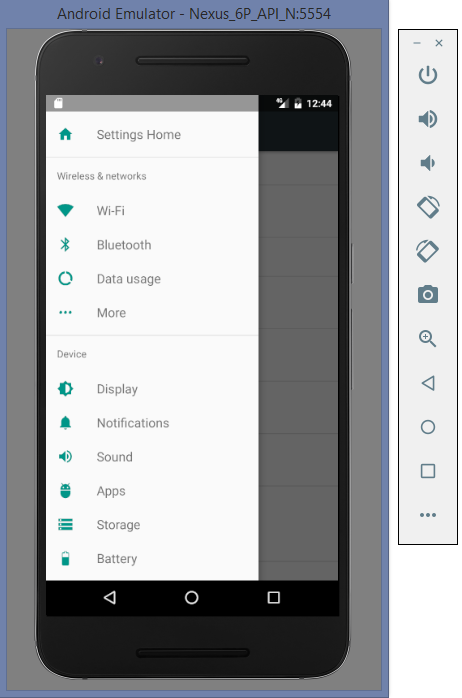 Android Emulator - Nexus_6P_API_N:5554
4G
12:44
Settings Home
Wireless & networks
Wi-Fi
Bluetooth
Data usage
More
Device
Display
Notifications
Sound
Apps
Storage
Battery